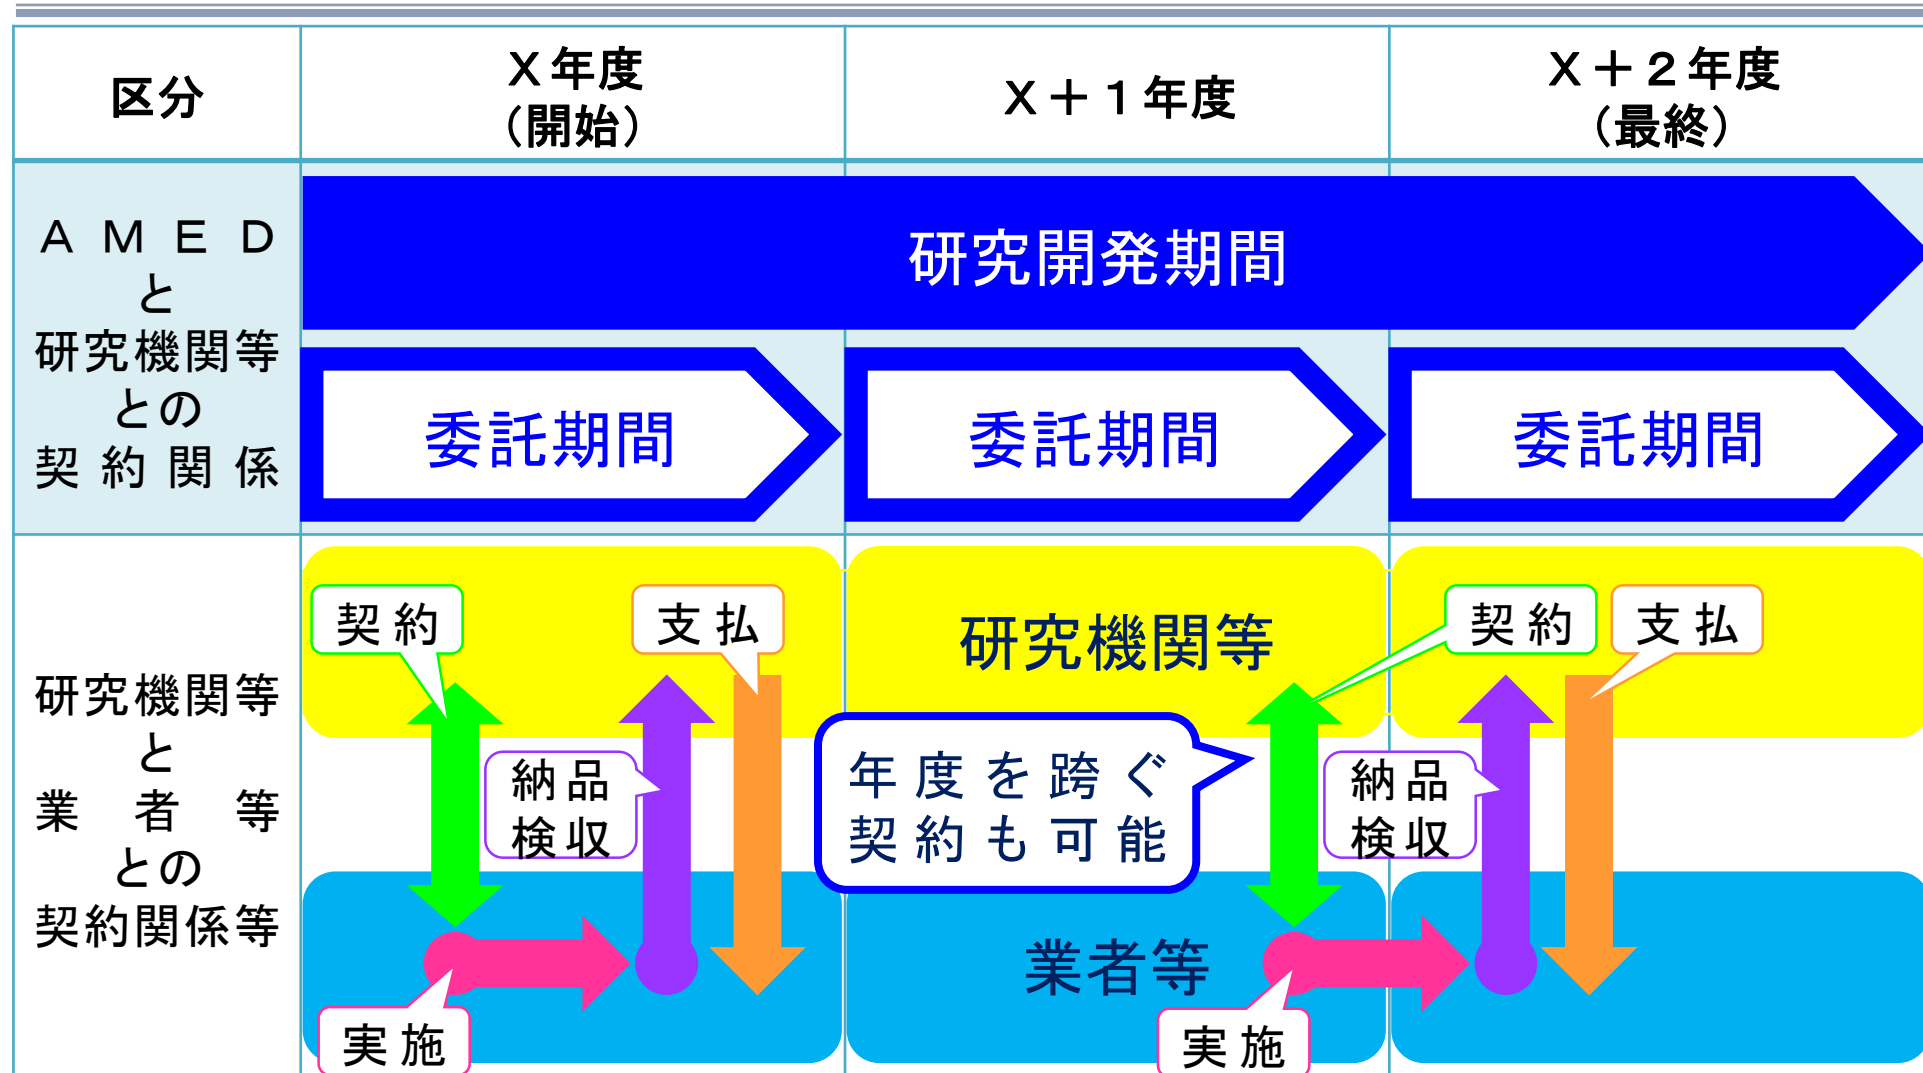 区分
Ｘ年度
（開始）
Ｘ＋１年度
Ｘ＋２年度
（最終）
ＡＭＥＤ
と
研究機関等
との
契約関係
研究開発期間
委託期間
委託期間
委託期間
研究機関等
と
業者等
との
契約関係等
契約
支払
研究機関等
契約
支払
納品
検収
年度を跨ぐ
契約も可能
納品
検収
業者等
実施
実施